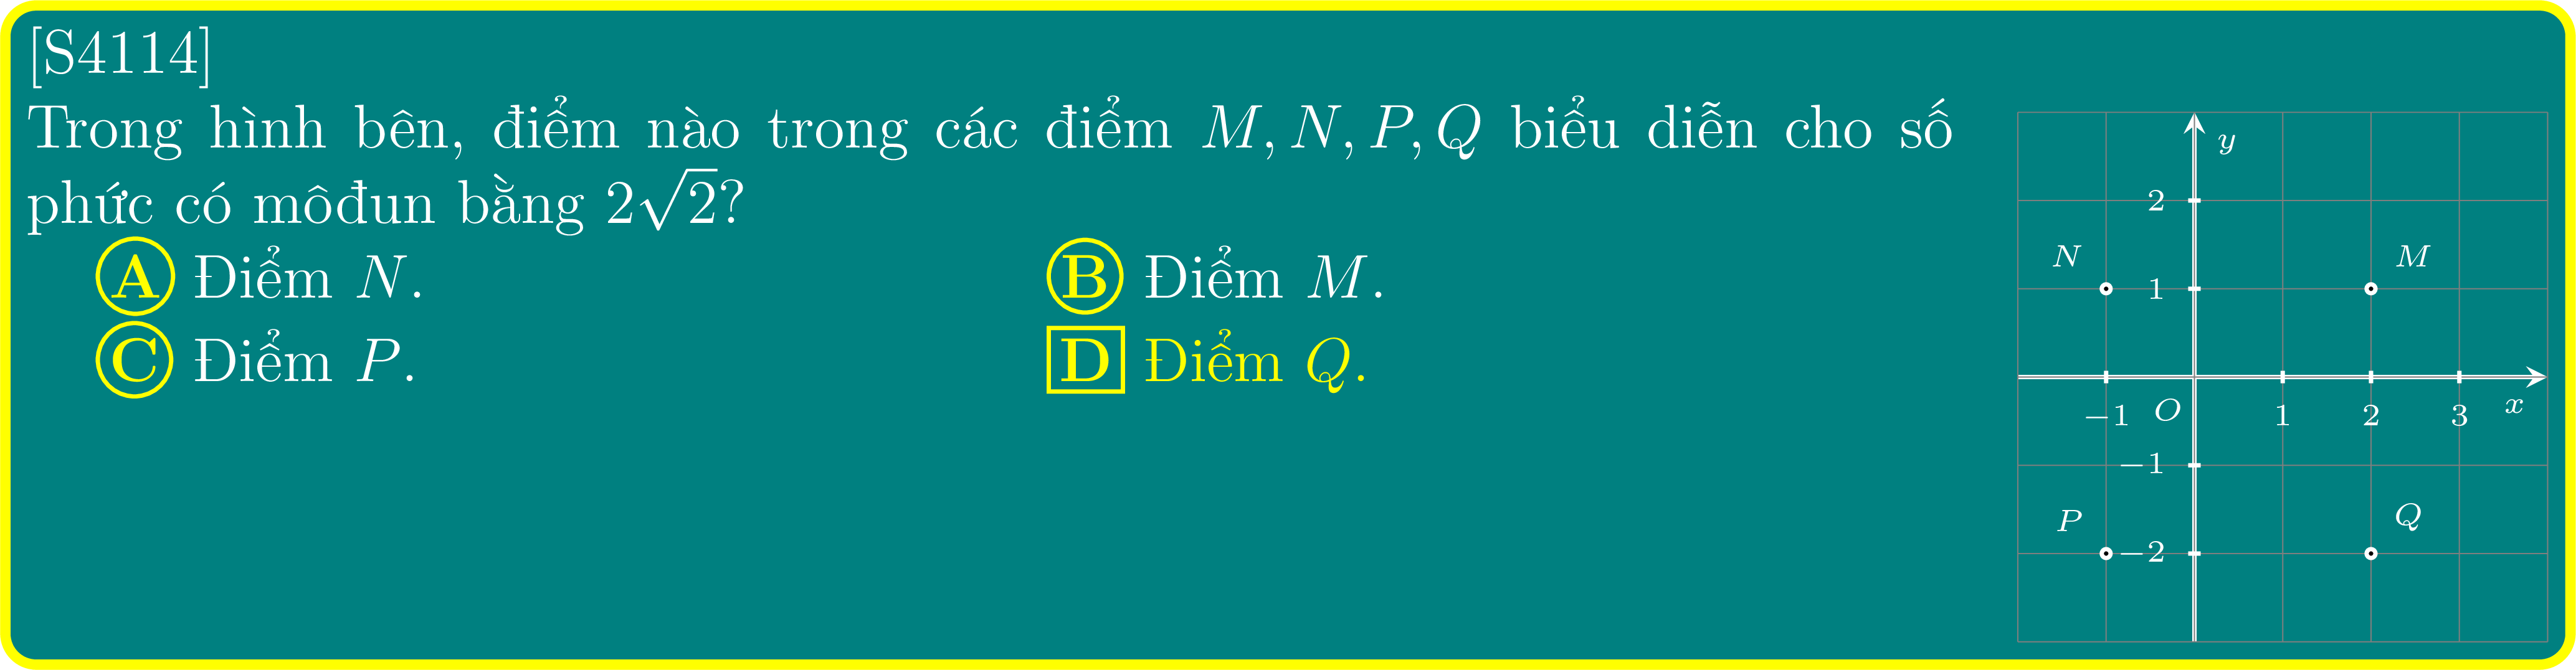 [S4114]
Trong hình bên, điểm nào trong các điểm M, N, P, Q biểu diễn cho số
phức có môđun bằng 2√2?
A Điểm N.
B Điểm M.
C Điểm P.
D Điểm Q.
y
2
N
M
1
−1
O
1
2
3
x
−1
P
Q
−2